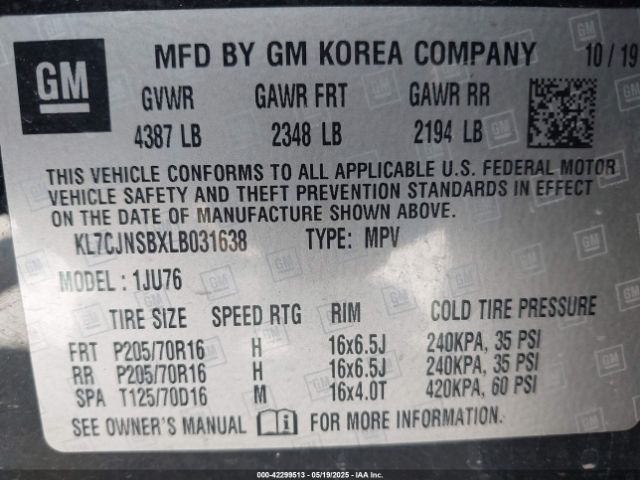 GM
MFD BY GM KOREA COMPANY 10/19
GVWR GAWR FRT GAWR RR
4387 LB 2348 LB 2194 LB
THIS VEHICLE CONFORMS TO ALL APPLICABLE U.S. FEDERAL MOTOR
VEHICLE SAFETY AND THEFT PREVENTION STANDARDS IN EFFECT
ON THE DATE OF MANUFACTURE SHOWN ABOVE.
KL7CJNSBXLB031638 TYPE: MPV
MODEL: 1JU76
TIRE SIZE SPEED RTG RIM COLD TIRE PRESSURE
FRT P205/70R16 H 16x6.5J 240KPA, 35 PSI
RR P205/70R16 H 16x6.5J 240KPA, 35 PSI
SPA T125/70D16 M 16x4.0T 420KPA, 60 PSI
SEE OWNER'S MANUAL FOR MORE INFORMATION.
000-42299513 - 05/19/2025 - IAA Inc.